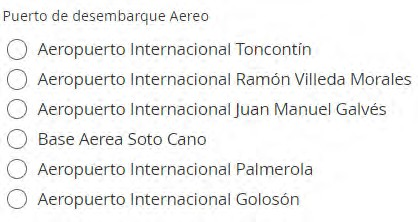 Puerto de desembarque Aereo
Aeropuerto Internacional Toncontín
Aeropuerto Internacional Ramón Villeda Morales
Aeropuerto Internacional Juan Manuel Galvés
Base Aerea Soto Cano
Aeropuerto Internacional Palmerola
Aeropuerto Internacional Golosón